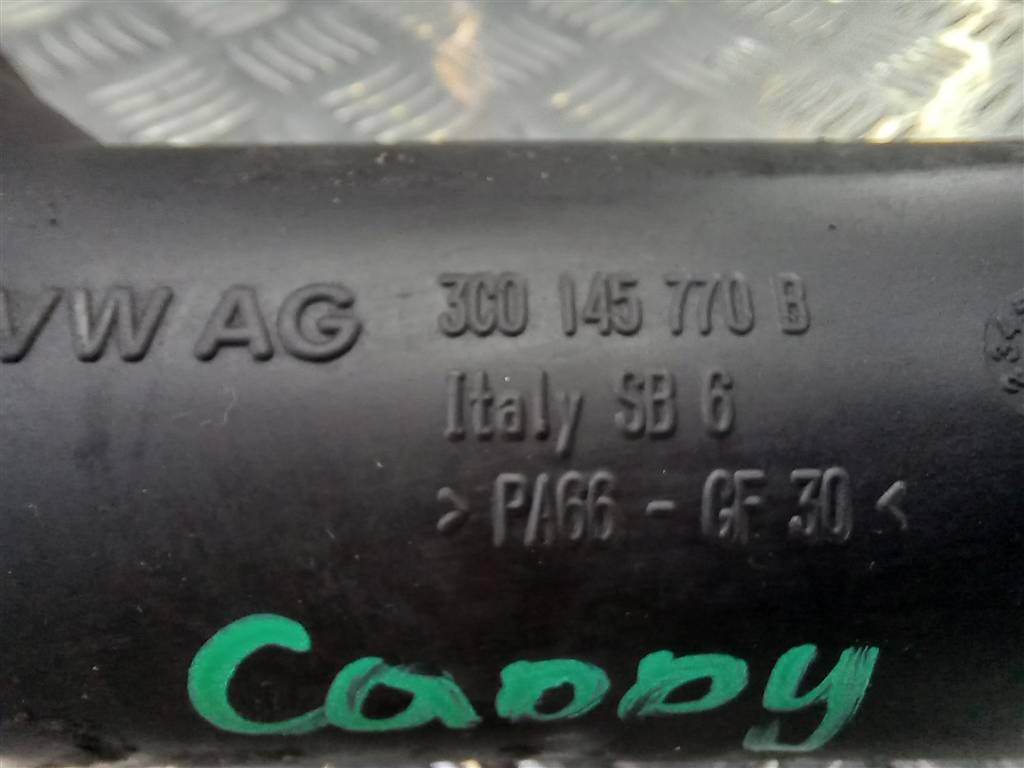 VW AG 3C0 145 770 B
Italy SB 6
> PA66 - GF 30 <
Caddy